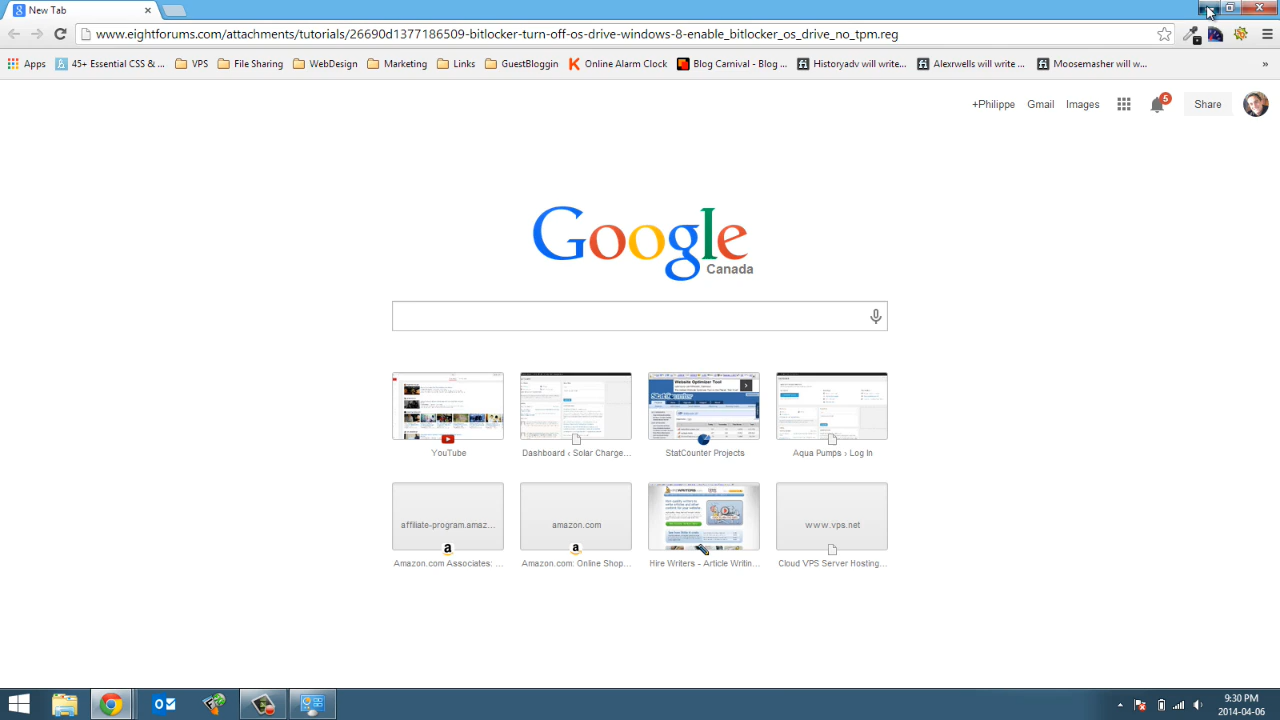 New Tab
www.eightforums.com/attachments/tutorials/26690d1377186509-bitlocker-turn-off-os-drive-windows-8-enable_bitlocker_os_drive_no_tpm.reg
Apps 45+ Essential CSS & ... VPS File Sharing WebDesign Marketing Links GuestBloggin Online Alarm Clock Blog Carnival - Blog ... Historyadv will write... Alexrwells will write ... Moosemasher will w... »
+Philippe Gmail Images 5 Share
Google
Canada
Website Optimizer Tool
YouTube Dashboard ‹ Solar Charge... StatCounter Projects Aqua Pumps › Log In
affiliate-program.amaz... amazon.com www.vps.net
Amazon.com Associates: ... Amazon.com: Online Shop... Hire Writers - Article Writin... Cloud VPS Server Hosting...
9:30 PM
2014-04-06